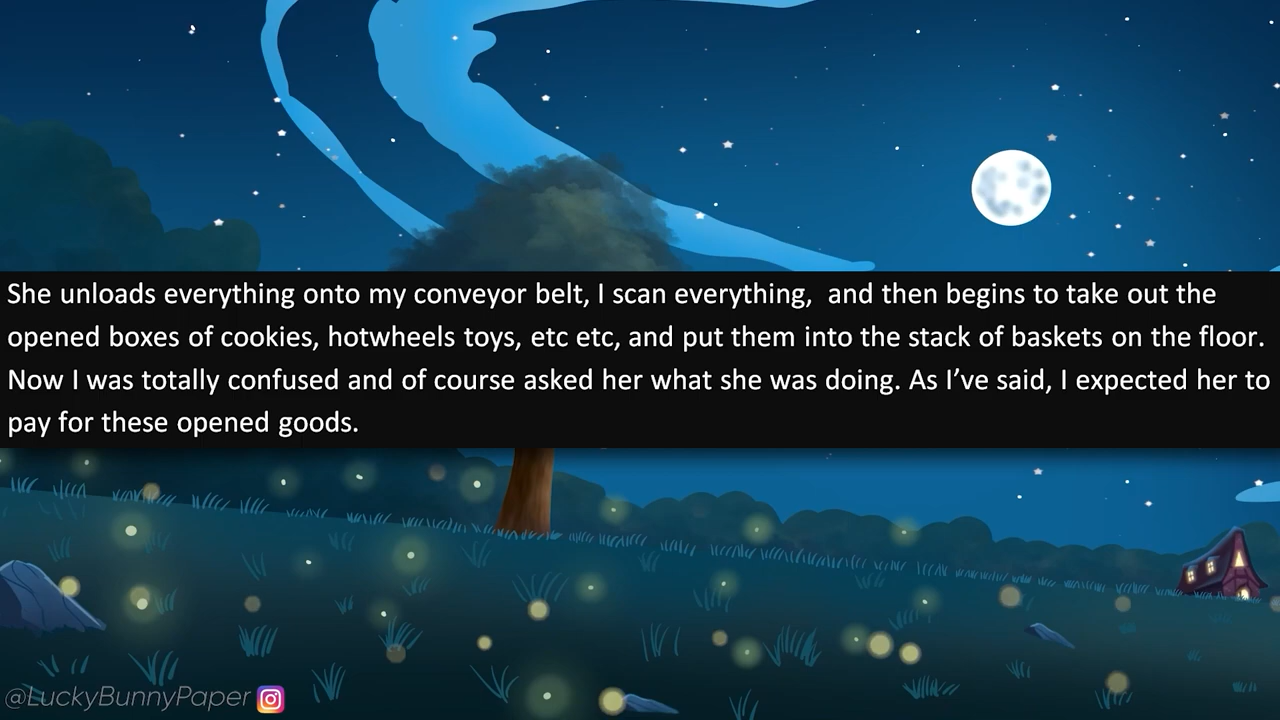 She unloads everything onto my conveyor belt, I scan everything,  and then begins to take out the
opened boxes of cookies, hotwheels toys, etc etc, and put them into the stack of baskets on the floor.
Now I was totally confused and of course asked her what she was doing. As I’ve said, I expected her to
pay for these opened goods.
@LuckyBunnyPaper